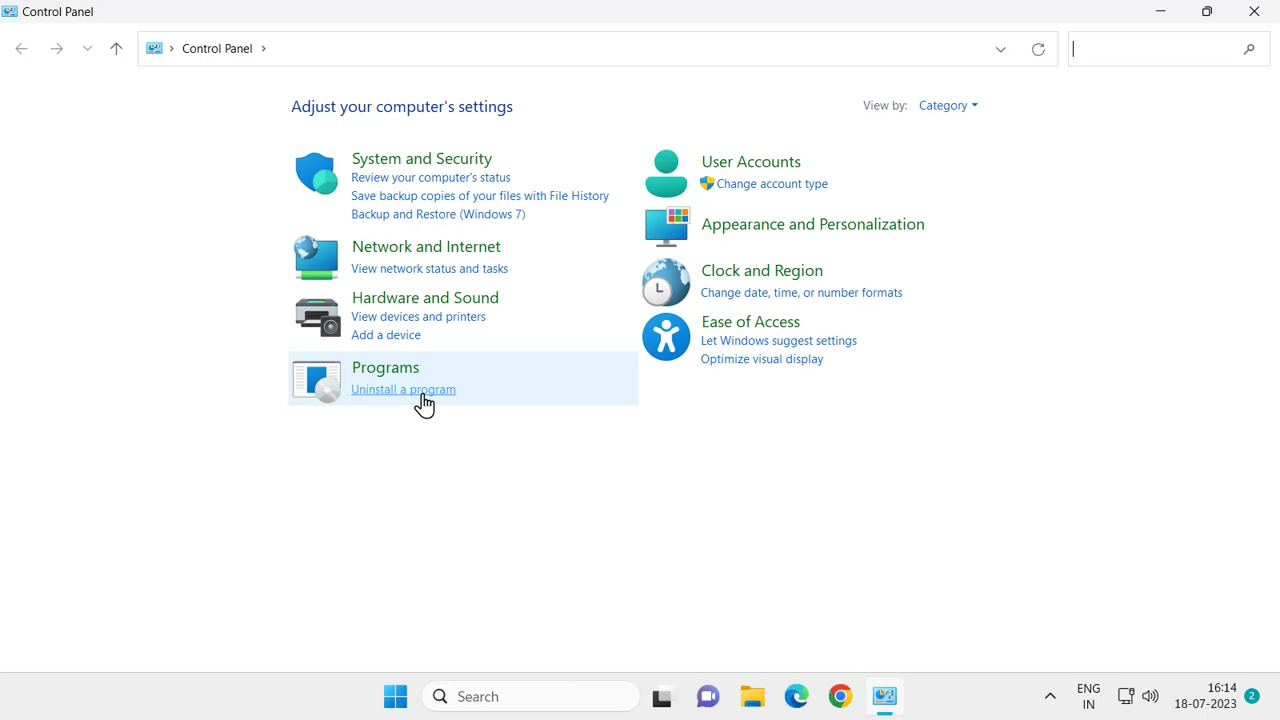 Control Panel
Control Panel
Adjust your computer's settings
View by: Category
System and Security
Review your computer's status
Save backup copies of your files with File History
Backup and Restore (Windows 7)
Network and Internet
View network status and tasks
Hardware and Sound
View devices and printers
Add a device
Programs
Uninstall a program
User Accounts
Change account type
Appearance and Personalization
Clock and Region
Change date, time, or number formats
Ease of Access
Let Windows suggest settings
Optimize visual display
Search
ENG
IN
16:14
18-07-2023
2